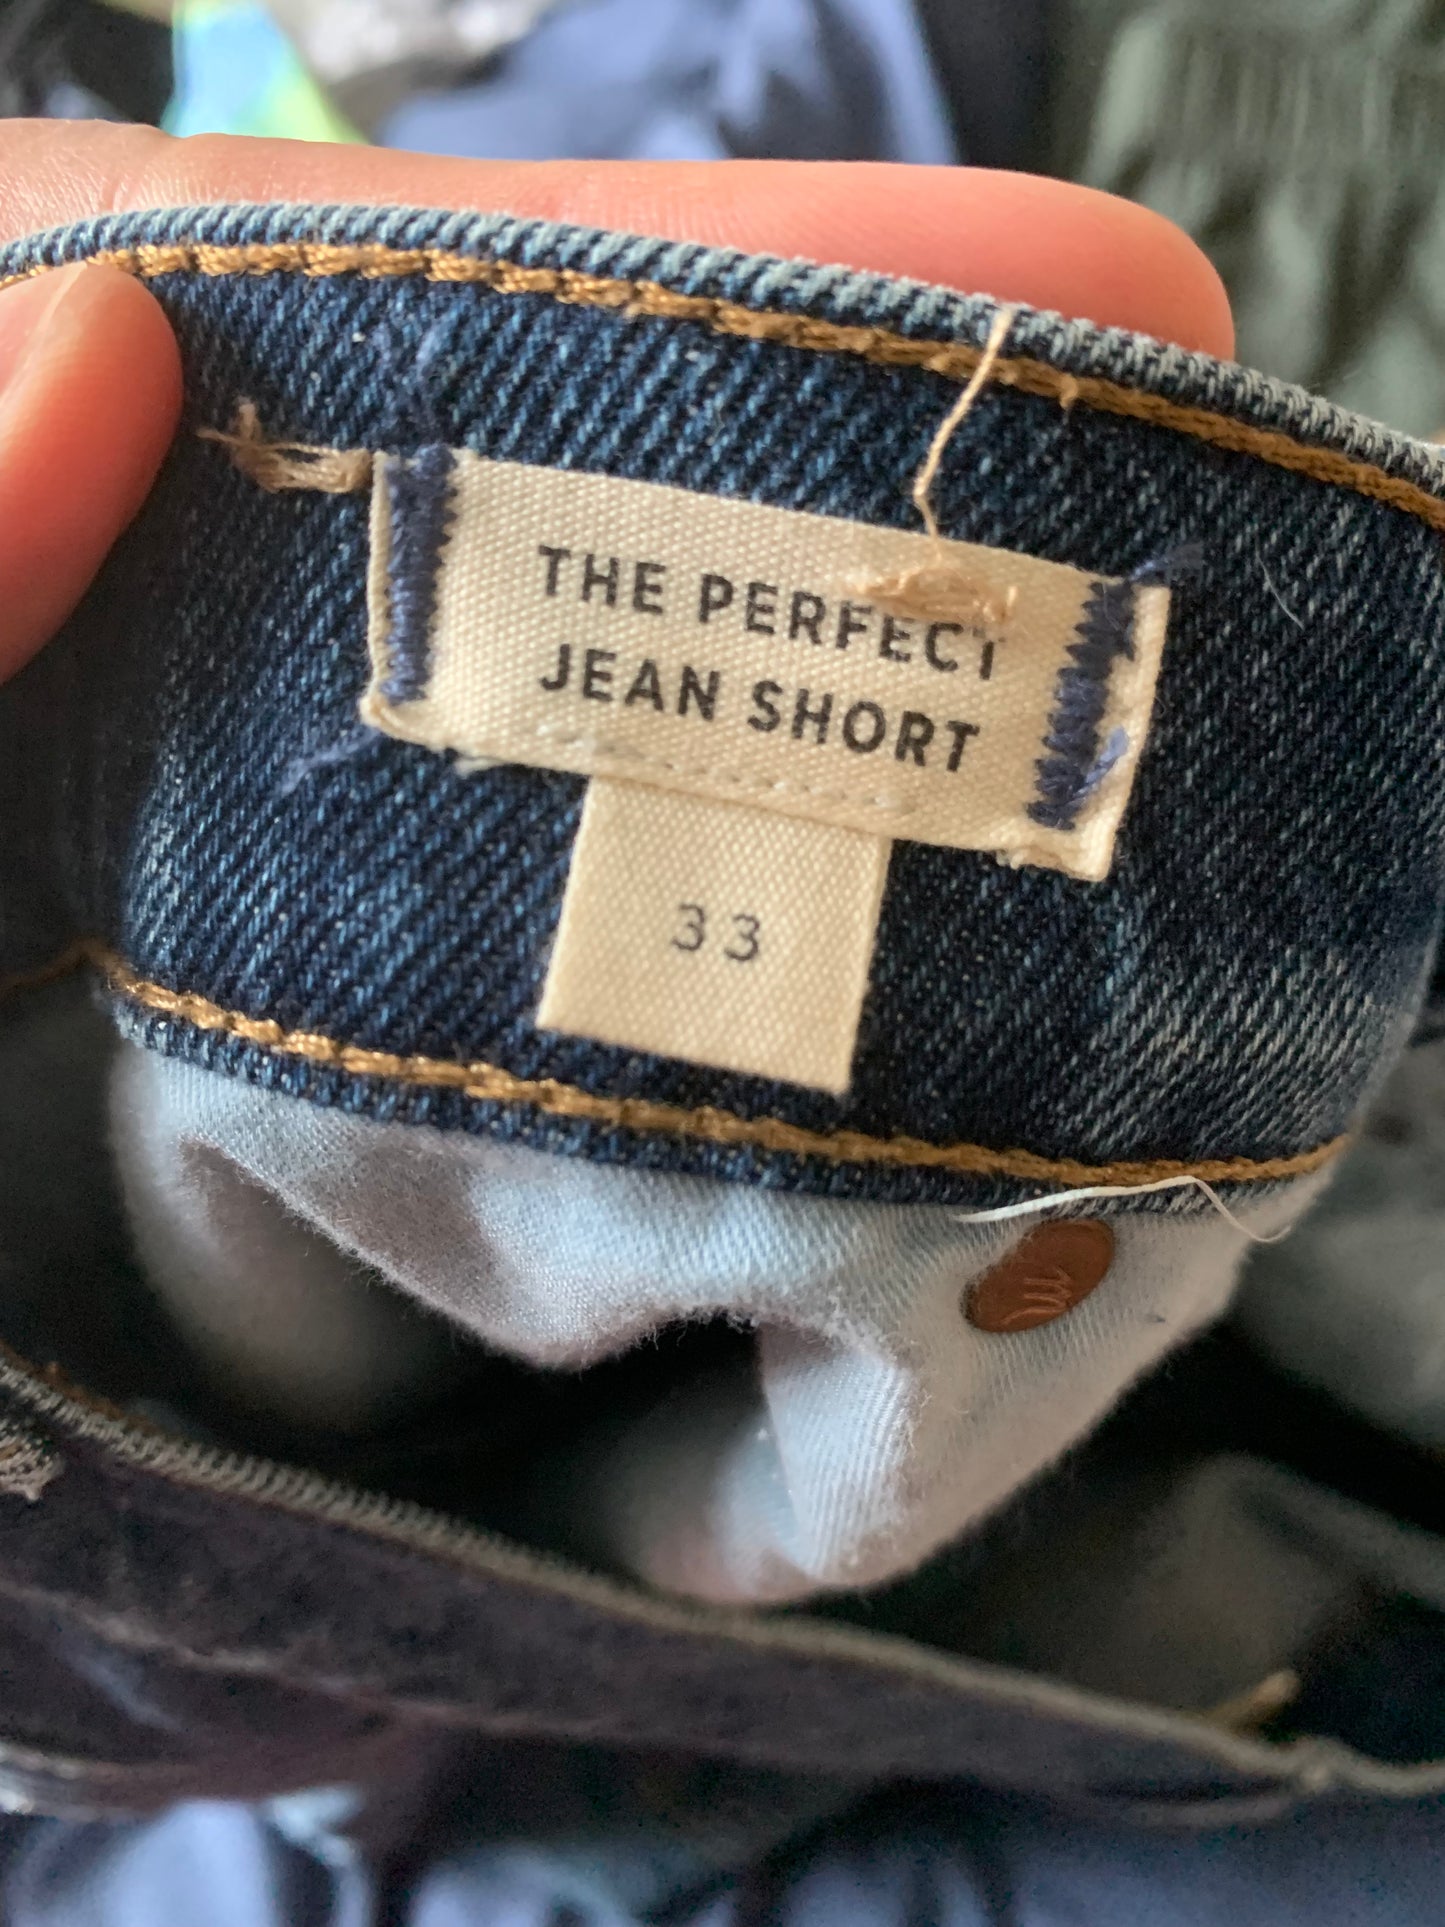 THE PERFECT
JEAN SHORT
33
m